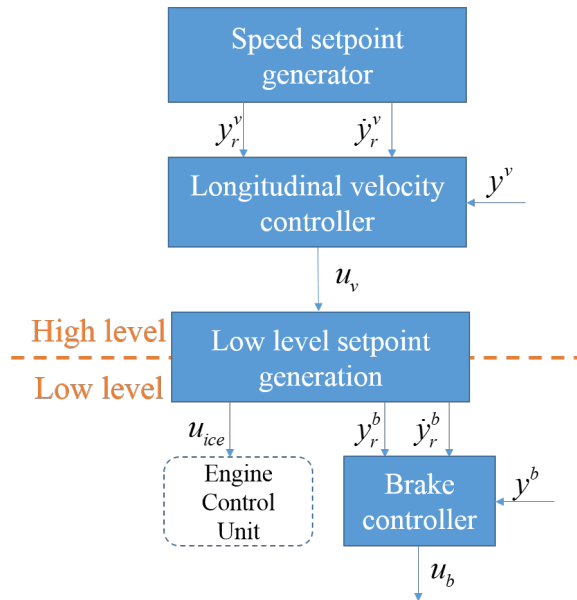 Speed setpoint
generator
y_r^v ẏ_r^v
Longitudinal velocity
controller
y^v
u_v
High level
Low level setpoint
generation
Low level
u_ice
y_r^b ẏ_r^b
Engine
Control
Unit
Brake
controller
y^b
u_b